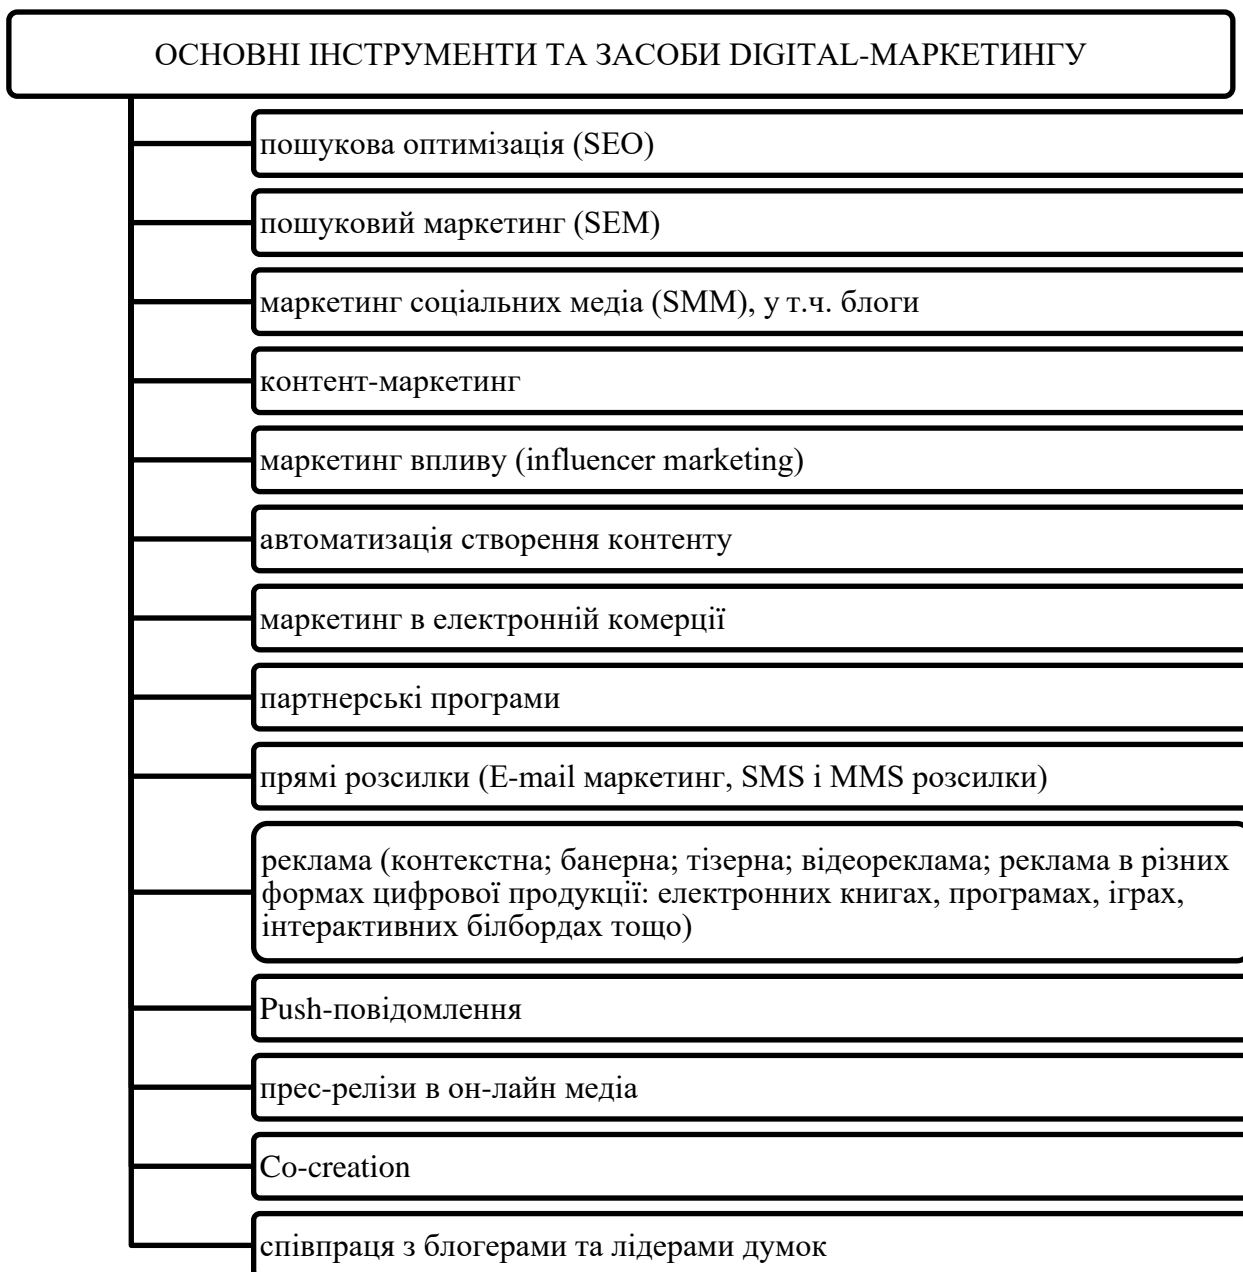 ОСНОВНІ ІНСТРУМЕНТИ ТА ЗАСОБИ DIGITAL-МАРКЕТИНГУ
пошукова оптимізація (SEO)
пошуковий маркетинг (SEM)
маркетинг соціальних медіа (SMM), у т.ч. блоги
контент-маркетинг
маркетинг впливу (influencer marketing)
автоматизація створення контенту
маркетинг в електронній комерції
партнерські програми
прямі розсилки (E-mail маркетинг, SMS і MMS розсилки)
реклама (контекстна; банерна; тізерна; відеореклама; реклама в різних
формах цифрової продукції: електронних книгах, програмах, іграх,
інтерактивних білбордах тощо)
Push-повідомлення
прес-релізи в он-лайн медіа
Co-creation
співпраця з блогерами та лідерами думок